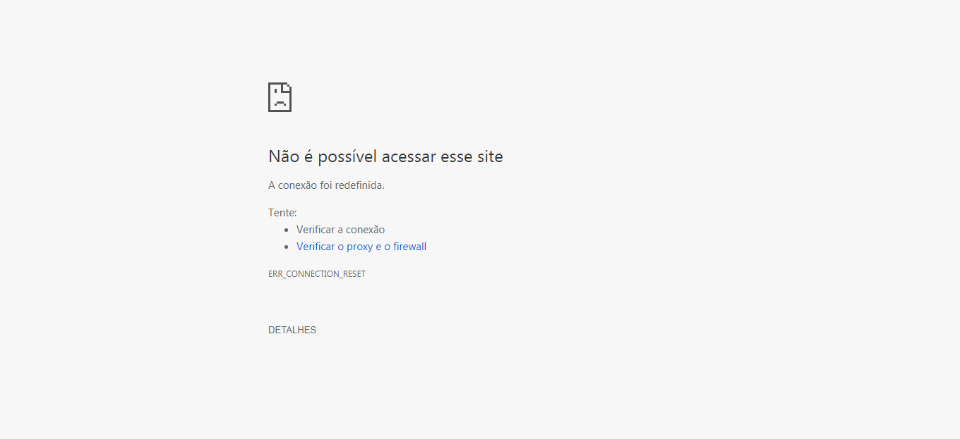 Não é possível acessar esse site
A conexão foi redefinida.
Tente:
Verificar a conexão
Verificar o proxy e o firewall
ERR_CONNECTION_RESET
DETALHES